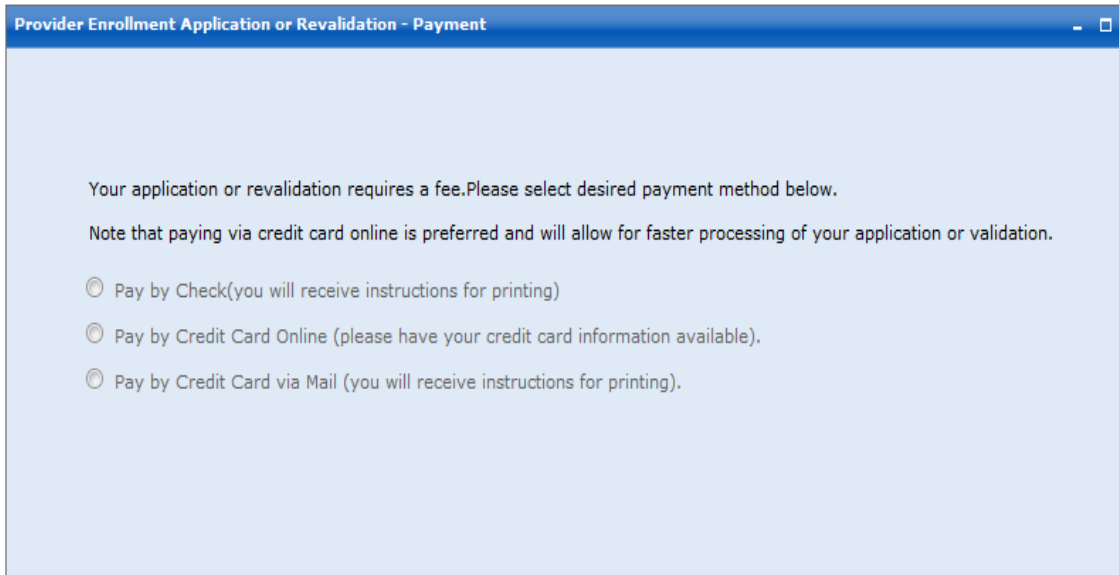 Provider Enrollment Application or Revalidation - Payment
Your application or revalidation requires a fee.Please select desired payment method below.
Note that paying via credit card online is preferred and will allow for faster processing of your application or validation.
Pay by Check(you will receive instructions for printing)
Pay by Credit Card Online (please have your credit card information available).
Pay by Credit Card via Mail (you will receive instructions for printing).